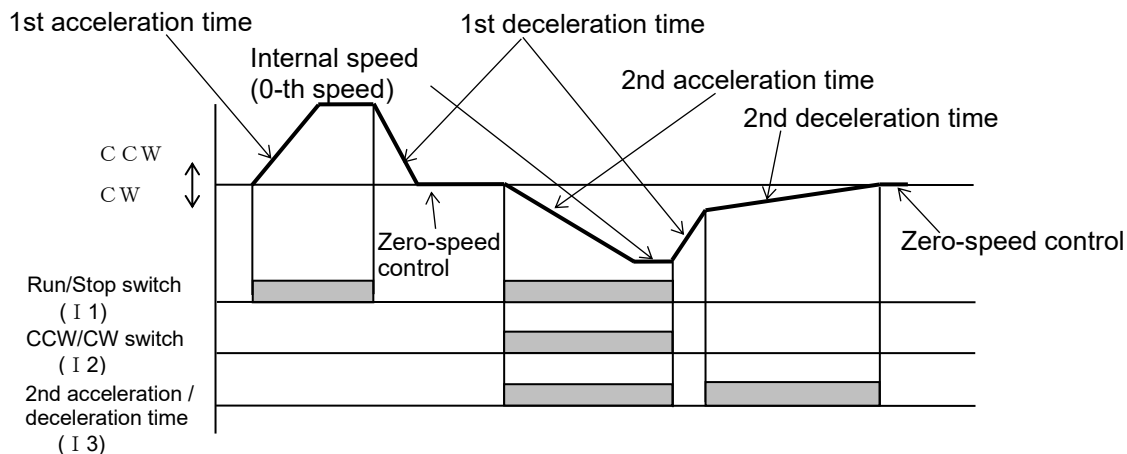 1st acceleration time
1st deceleration time
Internal speed
(0-th speed)
2nd acceleration time
2nd deceleration time
ＣＣＷ
ＣＷ
Zero-speed
control
Zero-speed control
Run/Stop switch
(Ｉ1)
CCW/CW switch
(Ｉ2)
2nd acceleration /
deceleration time
(Ｉ3)